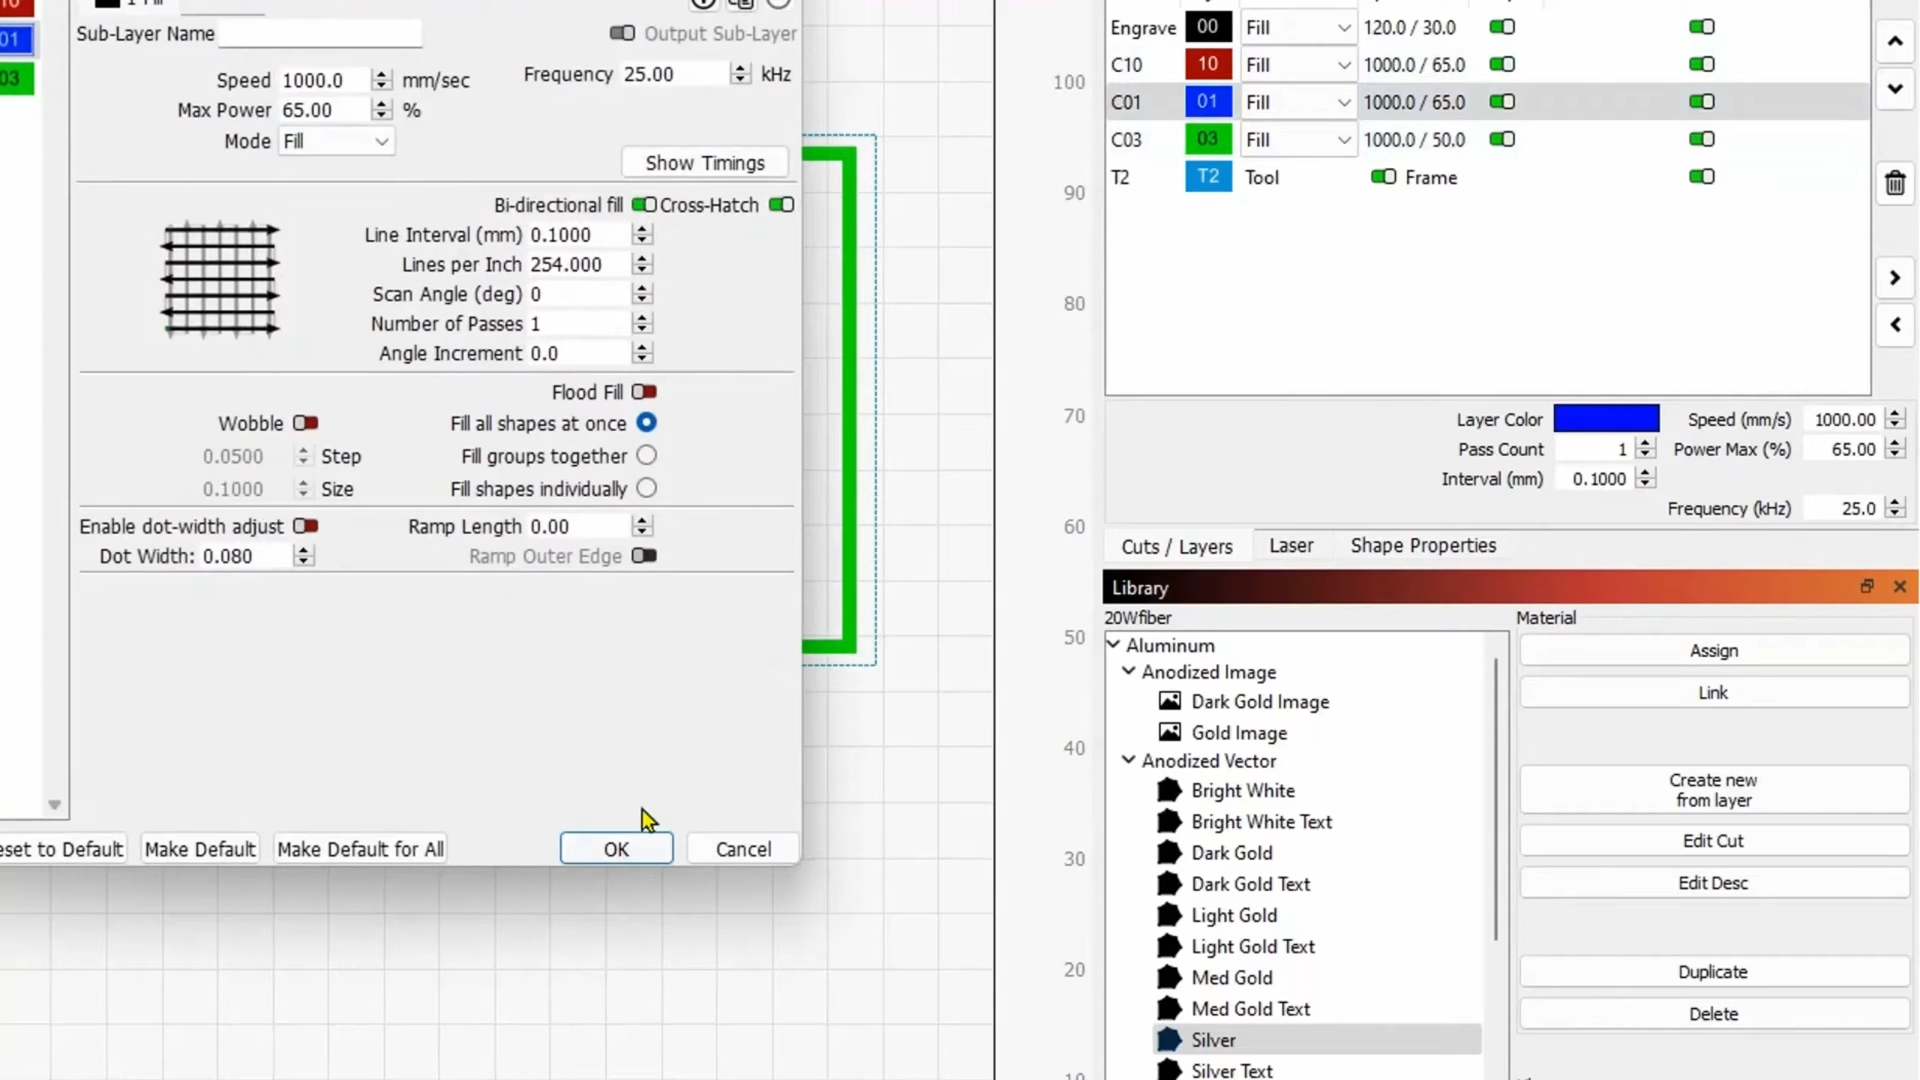 10
01
03
1 Fill
Sub-Layer Name
Output Sub-Layer
Speed 1000.0 mm/sec
Frequency 25.00 kHz
Max Power 65.00 %
Mode Fill
Show Timings
Bi-directional fill Cross-Hatch
Line Interval (mm) 0.1000
Lines per Inch 254.000
Scan Angle (deg) 0
Number of Passes 1
Angle Increment 0.0
Flood Fill
Wobble
0.0500 Step
0.1000 Size
Fill all shapes at once
Fill groups together
Fill shapes individually
Enable dot-width adjust
Dot Width: 0.080
Ramp Length 0.00
Ramp Outer Edge
eset to Default Make Default Make Default for All OK Cancel
100
90
80
70
60
50
40
30
20
10
Engrave 00 Fill 120.0 / 30.0
C10 10 Fill 1000.0 / 65.0
C01 01 Fill 1000.0 / 65.0
C03 03 Fill 1000.0 / 50.0
T2 T2 Tool Frame
Layer Color Speed (mm/s) 1000.00
Pass Count 1 Power Max (%) 65.00
Interval (mm) 0.1000
Frequency (kHz) 25.0
Cuts / Layers Laser Shape Properties
Library
20Wfiber
Aluminum
Anodized Image
Dark Gold Image
Gold Image
Anodized Vector
Bright White
Bright White Text
Dark Gold
Dark Gold Text
Light Gold
Light Gold Text
Med Gold
Med Gold Text
Silver
Silver Text
Material
Assign
Link
Create new
from layer
Edit Cut
Edit Desc
Duplicate
Delete